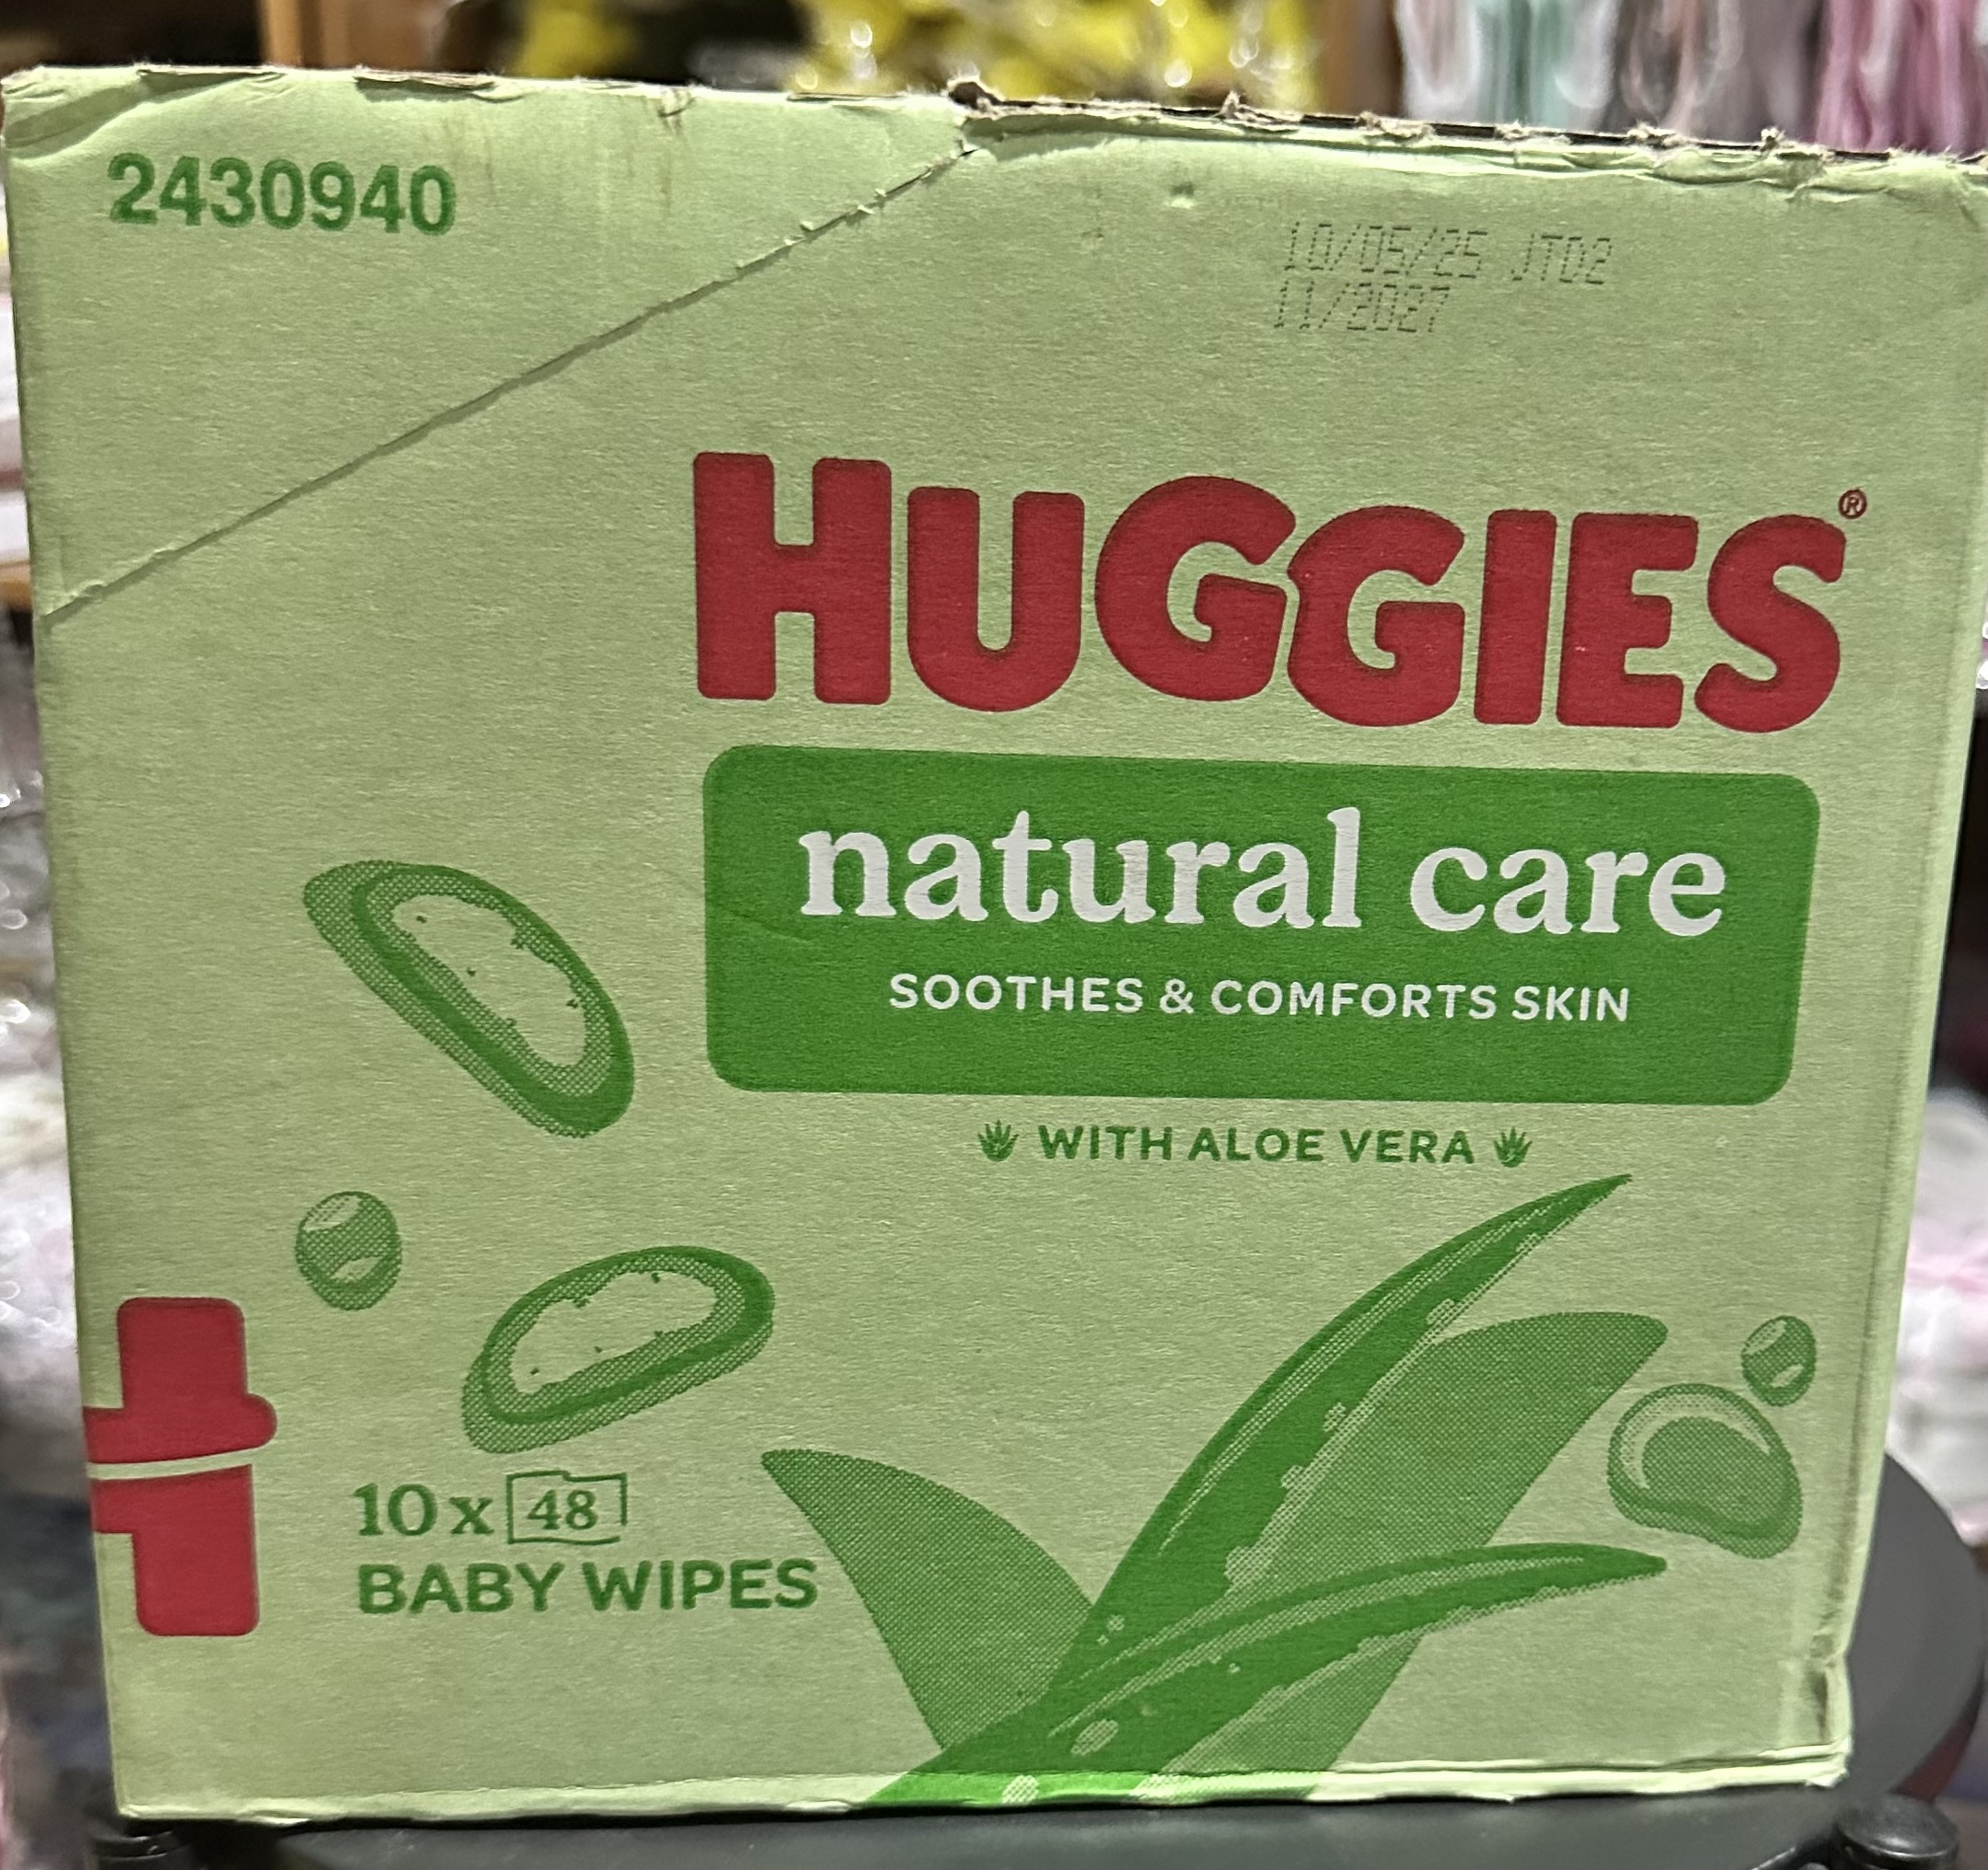 2430940
10/05/25 JT02
11/2027
HUGGIES®
natural care
SOOTHES & COMFORTS SKIN
WITH ALOE VERA
10 x 48
BABY WIPES